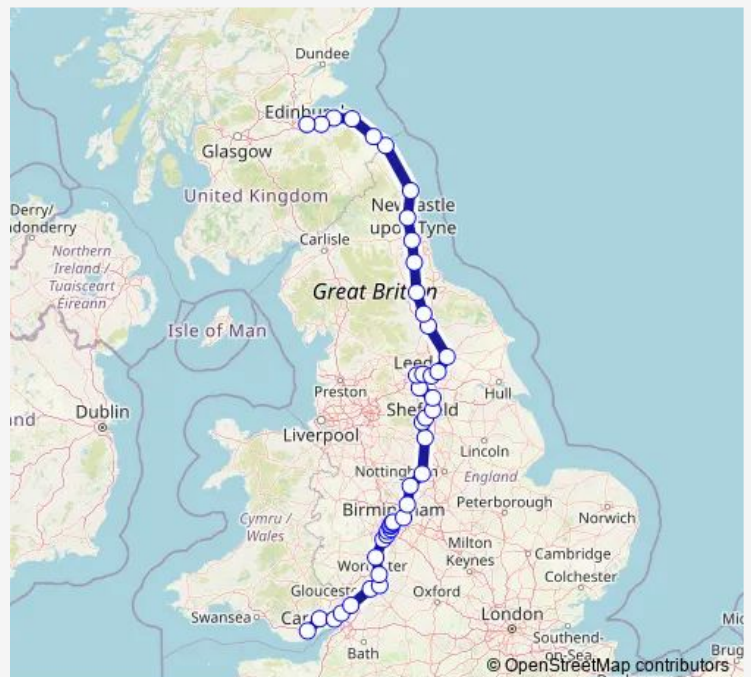 Dundee
Edinburgh
Glasgow
United Kingdom
Derry/
ndonderry
Newcastle
upon Tyne
Carlisle
Northern
Ireland /
Tuaisceart
Éireann
Great Britain
Isle of Man
Leeds
Preston
Hull
Dublin
Sheffield
Liverpool
Lincoln
Nottingham
England
Birmingham
Peterborough
Norwich
Cymru /
Wales
Milton
Keynes
Cambridge
Worcester
Colchester
Gloucester
Oxford
Swansea
London
Southend-
on-Sea
Bath
Brug
© OpenStreetMap contributors